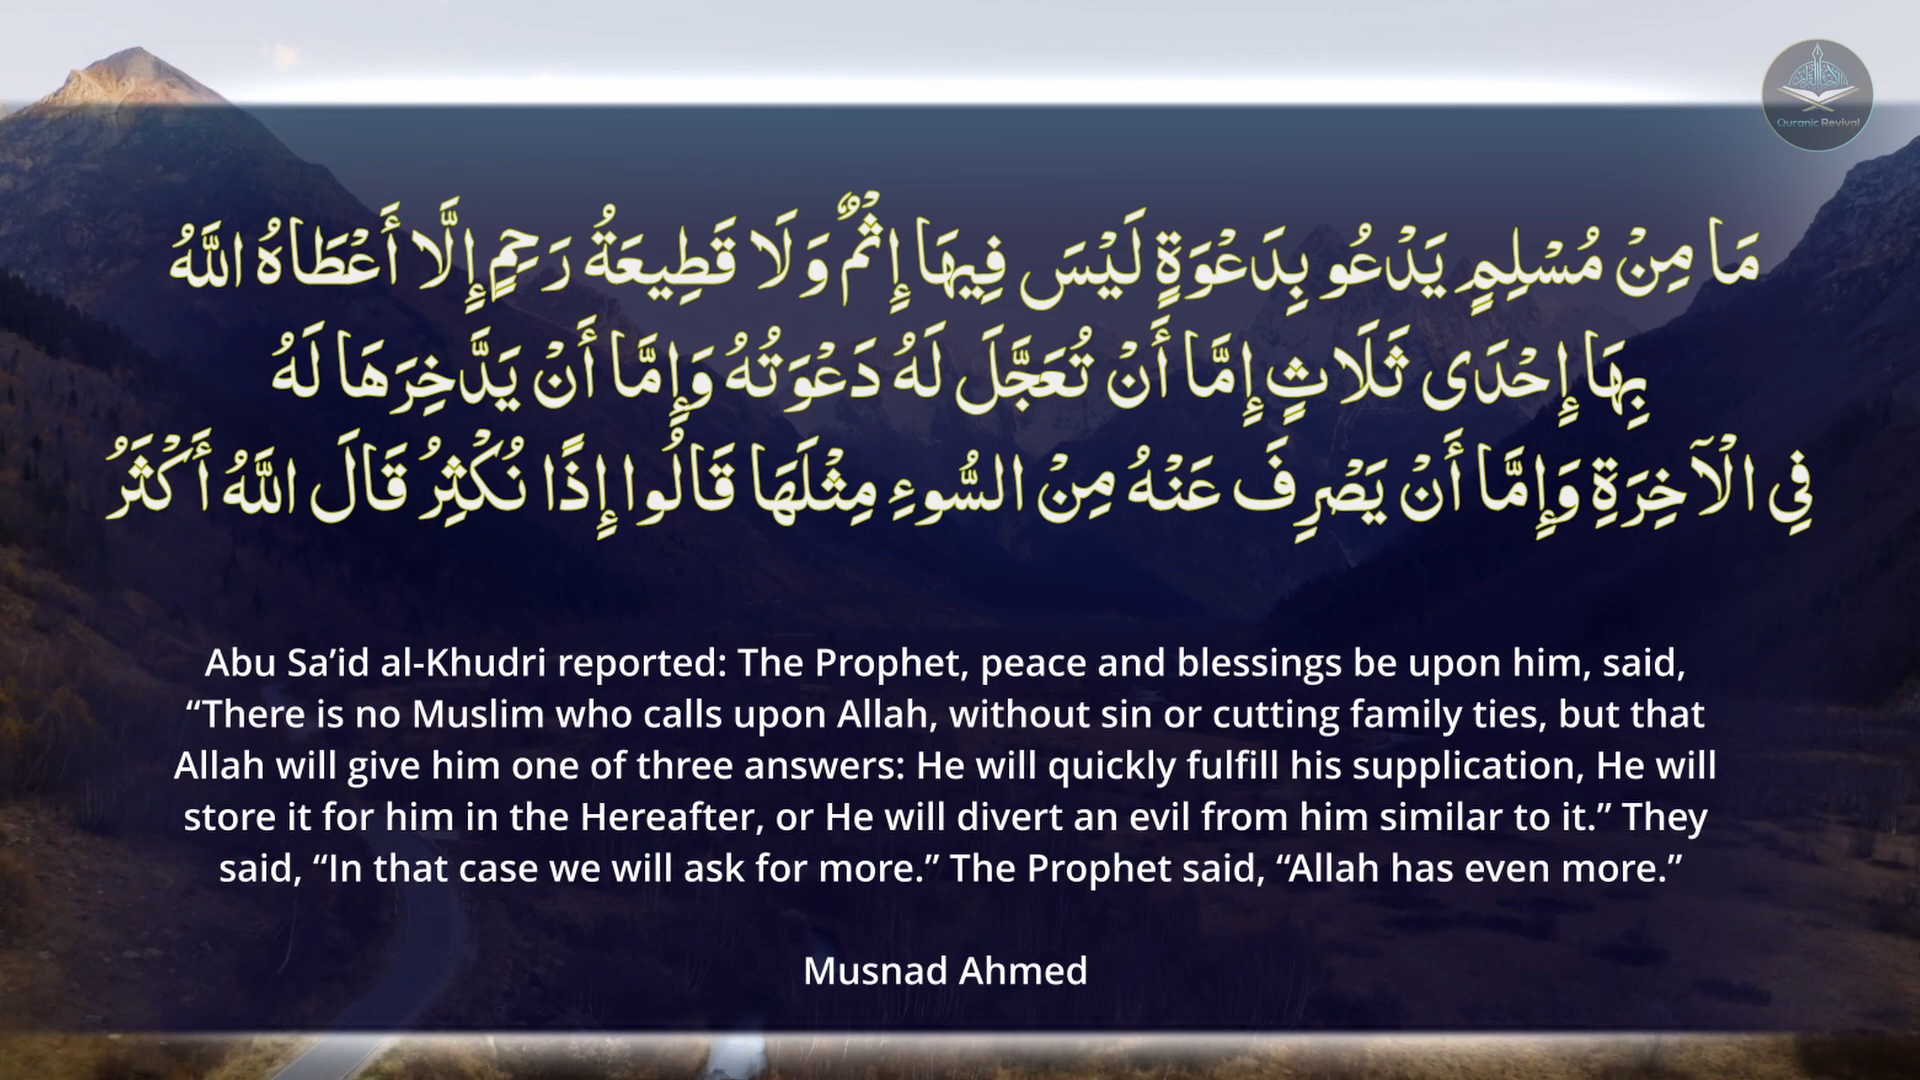 Quranic Revival
مَا مِنْ مُسْلِمٍ يَدْعُو بِدَعْوَةٍ لَيْسَ فِيهَا إِثْمٌ وَلَا قَطِيعَةُ رَحِمٍ إِلَّا أَعْطَاهُ اللَّهُ
بِهَا إِحْدَى ثَلَاثٍ إِمَّا أَنْ تُعَجَّلَ لَهُ دَعْوَتُهُ وَإِمَّا أَنْ يَدَّخِرَهَا لَهُ
فِي الْآخِرَةِ وَإِمَّا أَنْ يَصْرِفَ عَنْهُ مِنْ السُّوءِ مِثْلَهَا قَالُوا إِذًا نُكْثِرُ قَالَ اللَّهُ أَكْثَرُ
Abu Sa’id al-Khudri reported: The Prophet, peace and blessings be upon him, said,
“There is no Muslim who calls upon Allah, without sin or cutting family ties, but that
Allah will give him one of three answers: He will quickly fulfill his supplication, He will
store it for him in the Hereafter, or He will divert an evil from him similar to it.” They
said, “In that case we will ask for more.” The Prophet said, “Allah has even more.”
Musnad Ahmed